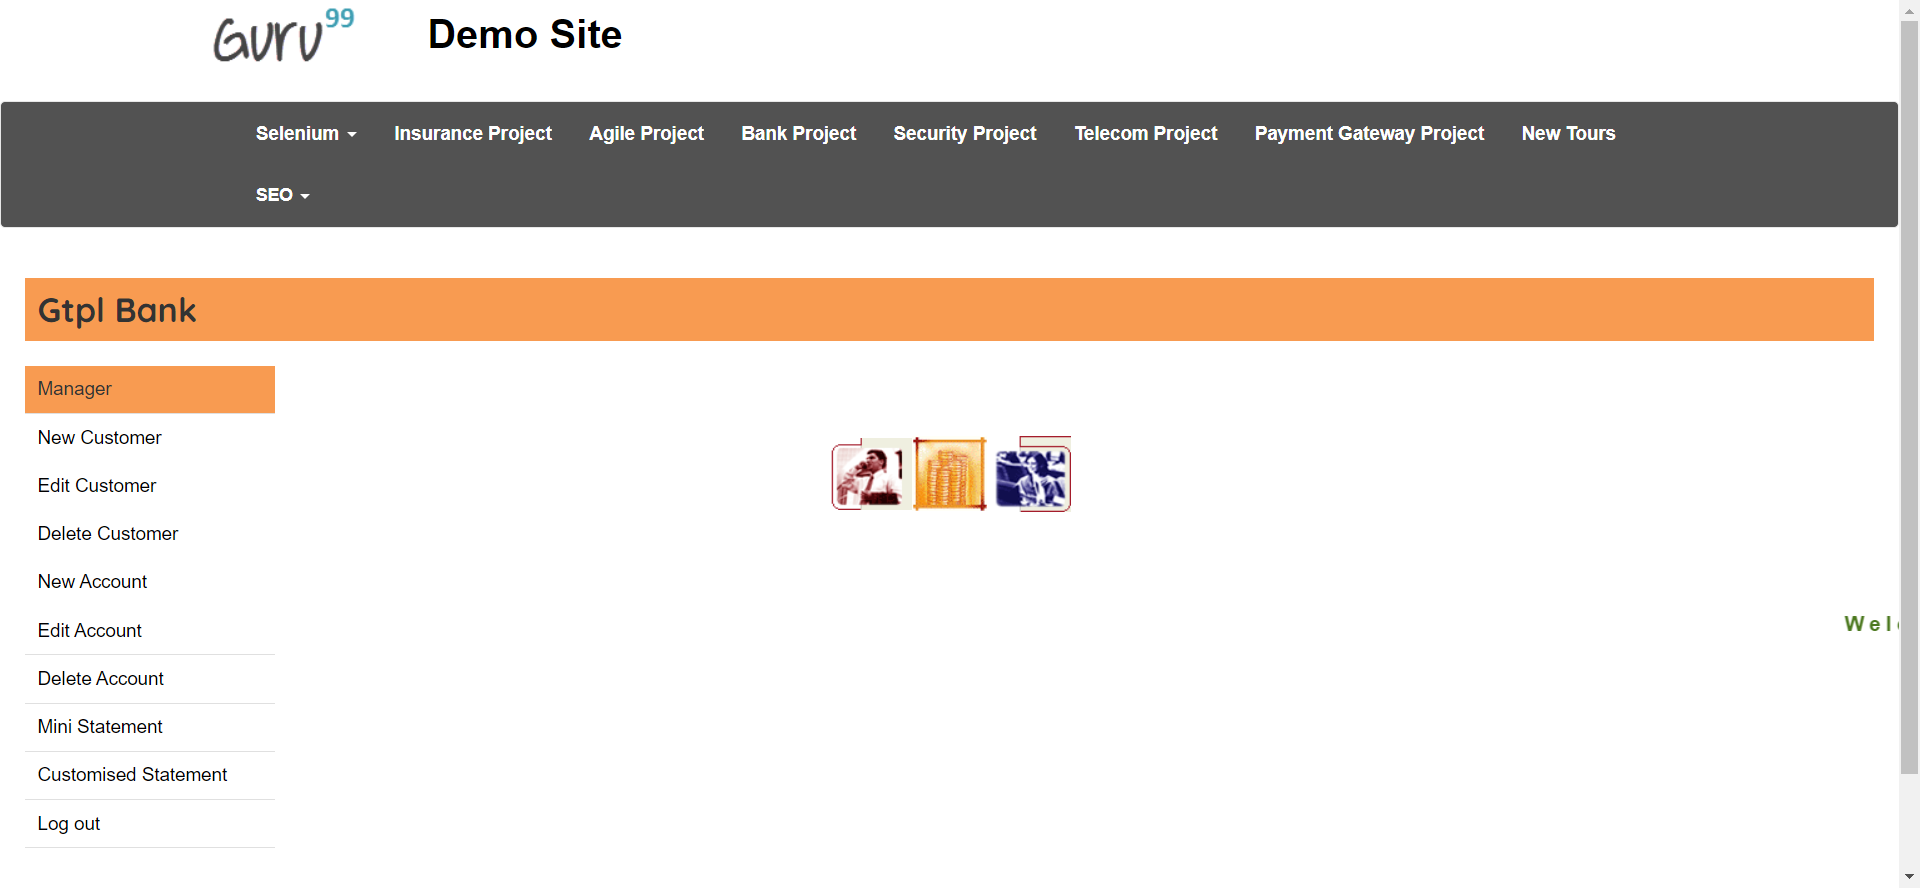 Guru99 Demo Site
Selenium Insurance Project Agile Project Bank Project Security Project Telecom Project Payment Gateway Project New Tours
SEO
Gtpl Bank
Manager
New Customer
Edit Customer
Delete Customer
New Account
Edit Account
Wel
Delete Account
Mini Statement
Customised Statement
Log out